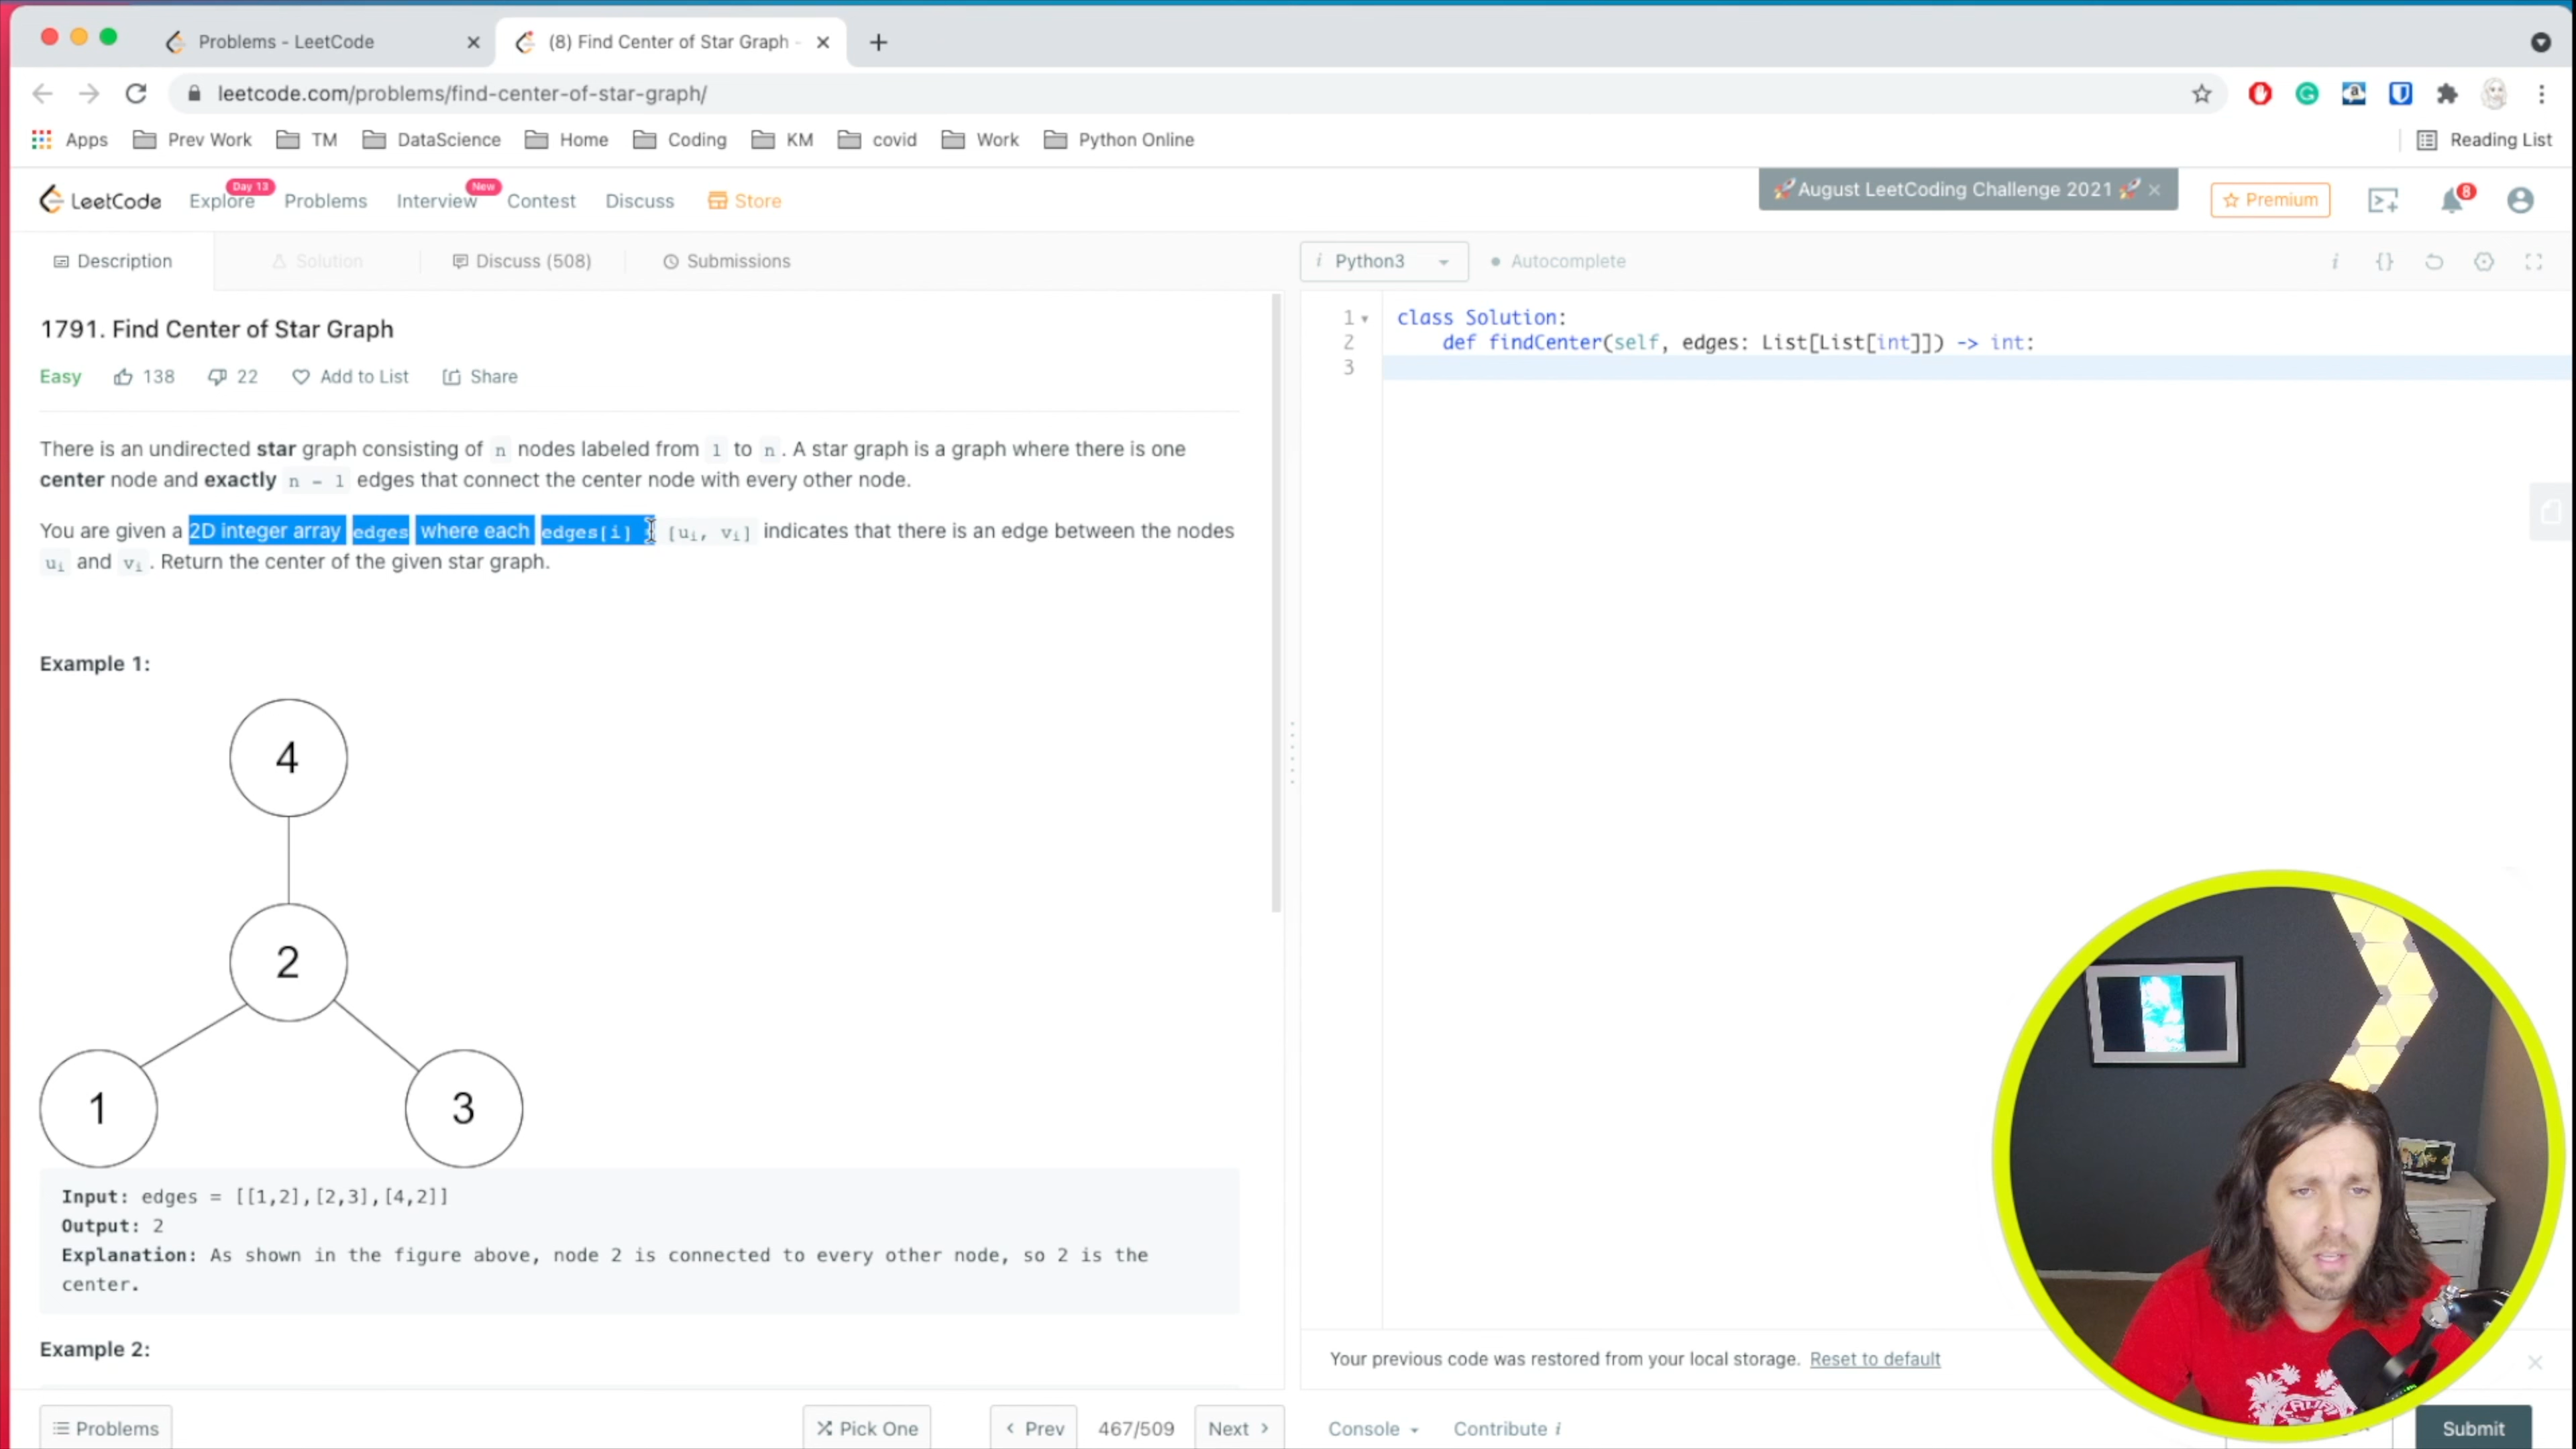 Problems - LeetCode
(8) Find Center of Star Graph -
leetcode.com/problems/find-center-of-star-graph/
Apps Prev Work TM DataScience Home Coding KM covid Work Python Online Reading List
LeetCode Explore Day 13 Problems Interview New Contest Discuss Store
August LeetCoding Challenge 2021
Premium
8
Description Solution Discuss (508) Submissions
i Python3 Autocomplete i {}
1791. Find Center of Star Graph
Easy 138 22 Add to List Share
There is an undirected star graph consisting of n nodes labeled from 1 to n. A star graph is a graph where there is one
center node and exactly n - 1 edges that connect the center node with every other node.
You are given a 2D integer array edges where each edges[i] [ui, vi] indicates that there is an edge between the nodes
ui and vi. Return the center of the given star graph.
Example 1:
4
2
1 3
Input: edges = [[1,2],[2,3],[4,2]]
Output: 2
Explanation: As shown in the figure above, node 2 is connected to every other node, so 2 is the
center.
Example 2:
1 class Solution:
2 def findCenter(self, edges: List[List[int]]) -> int:
3
Your previous code was restored from your local storage. Reset to default
Problems Pick One Prev 467/509 Next Console Contribute i Submit